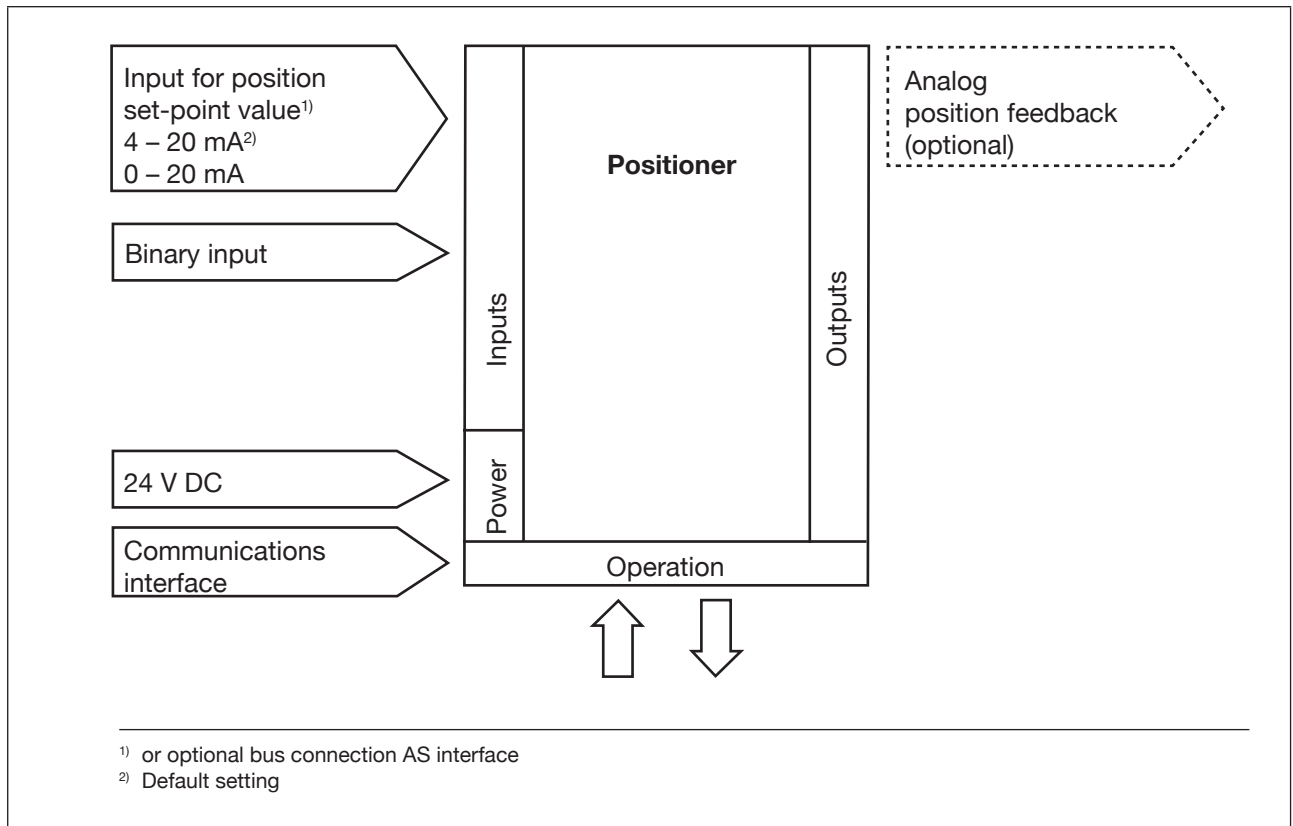 Input for position
set-point value¹⁾
4 – 20 mA²⁾
0 – 20 mA
Binary input
24 V DC
Communications
interface
Inputs
Power
Positioner
Operation
Outputs
Analog
position feedback
(optional)
¹⁾ or optional bus connection AS interface
²⁾ Default setting